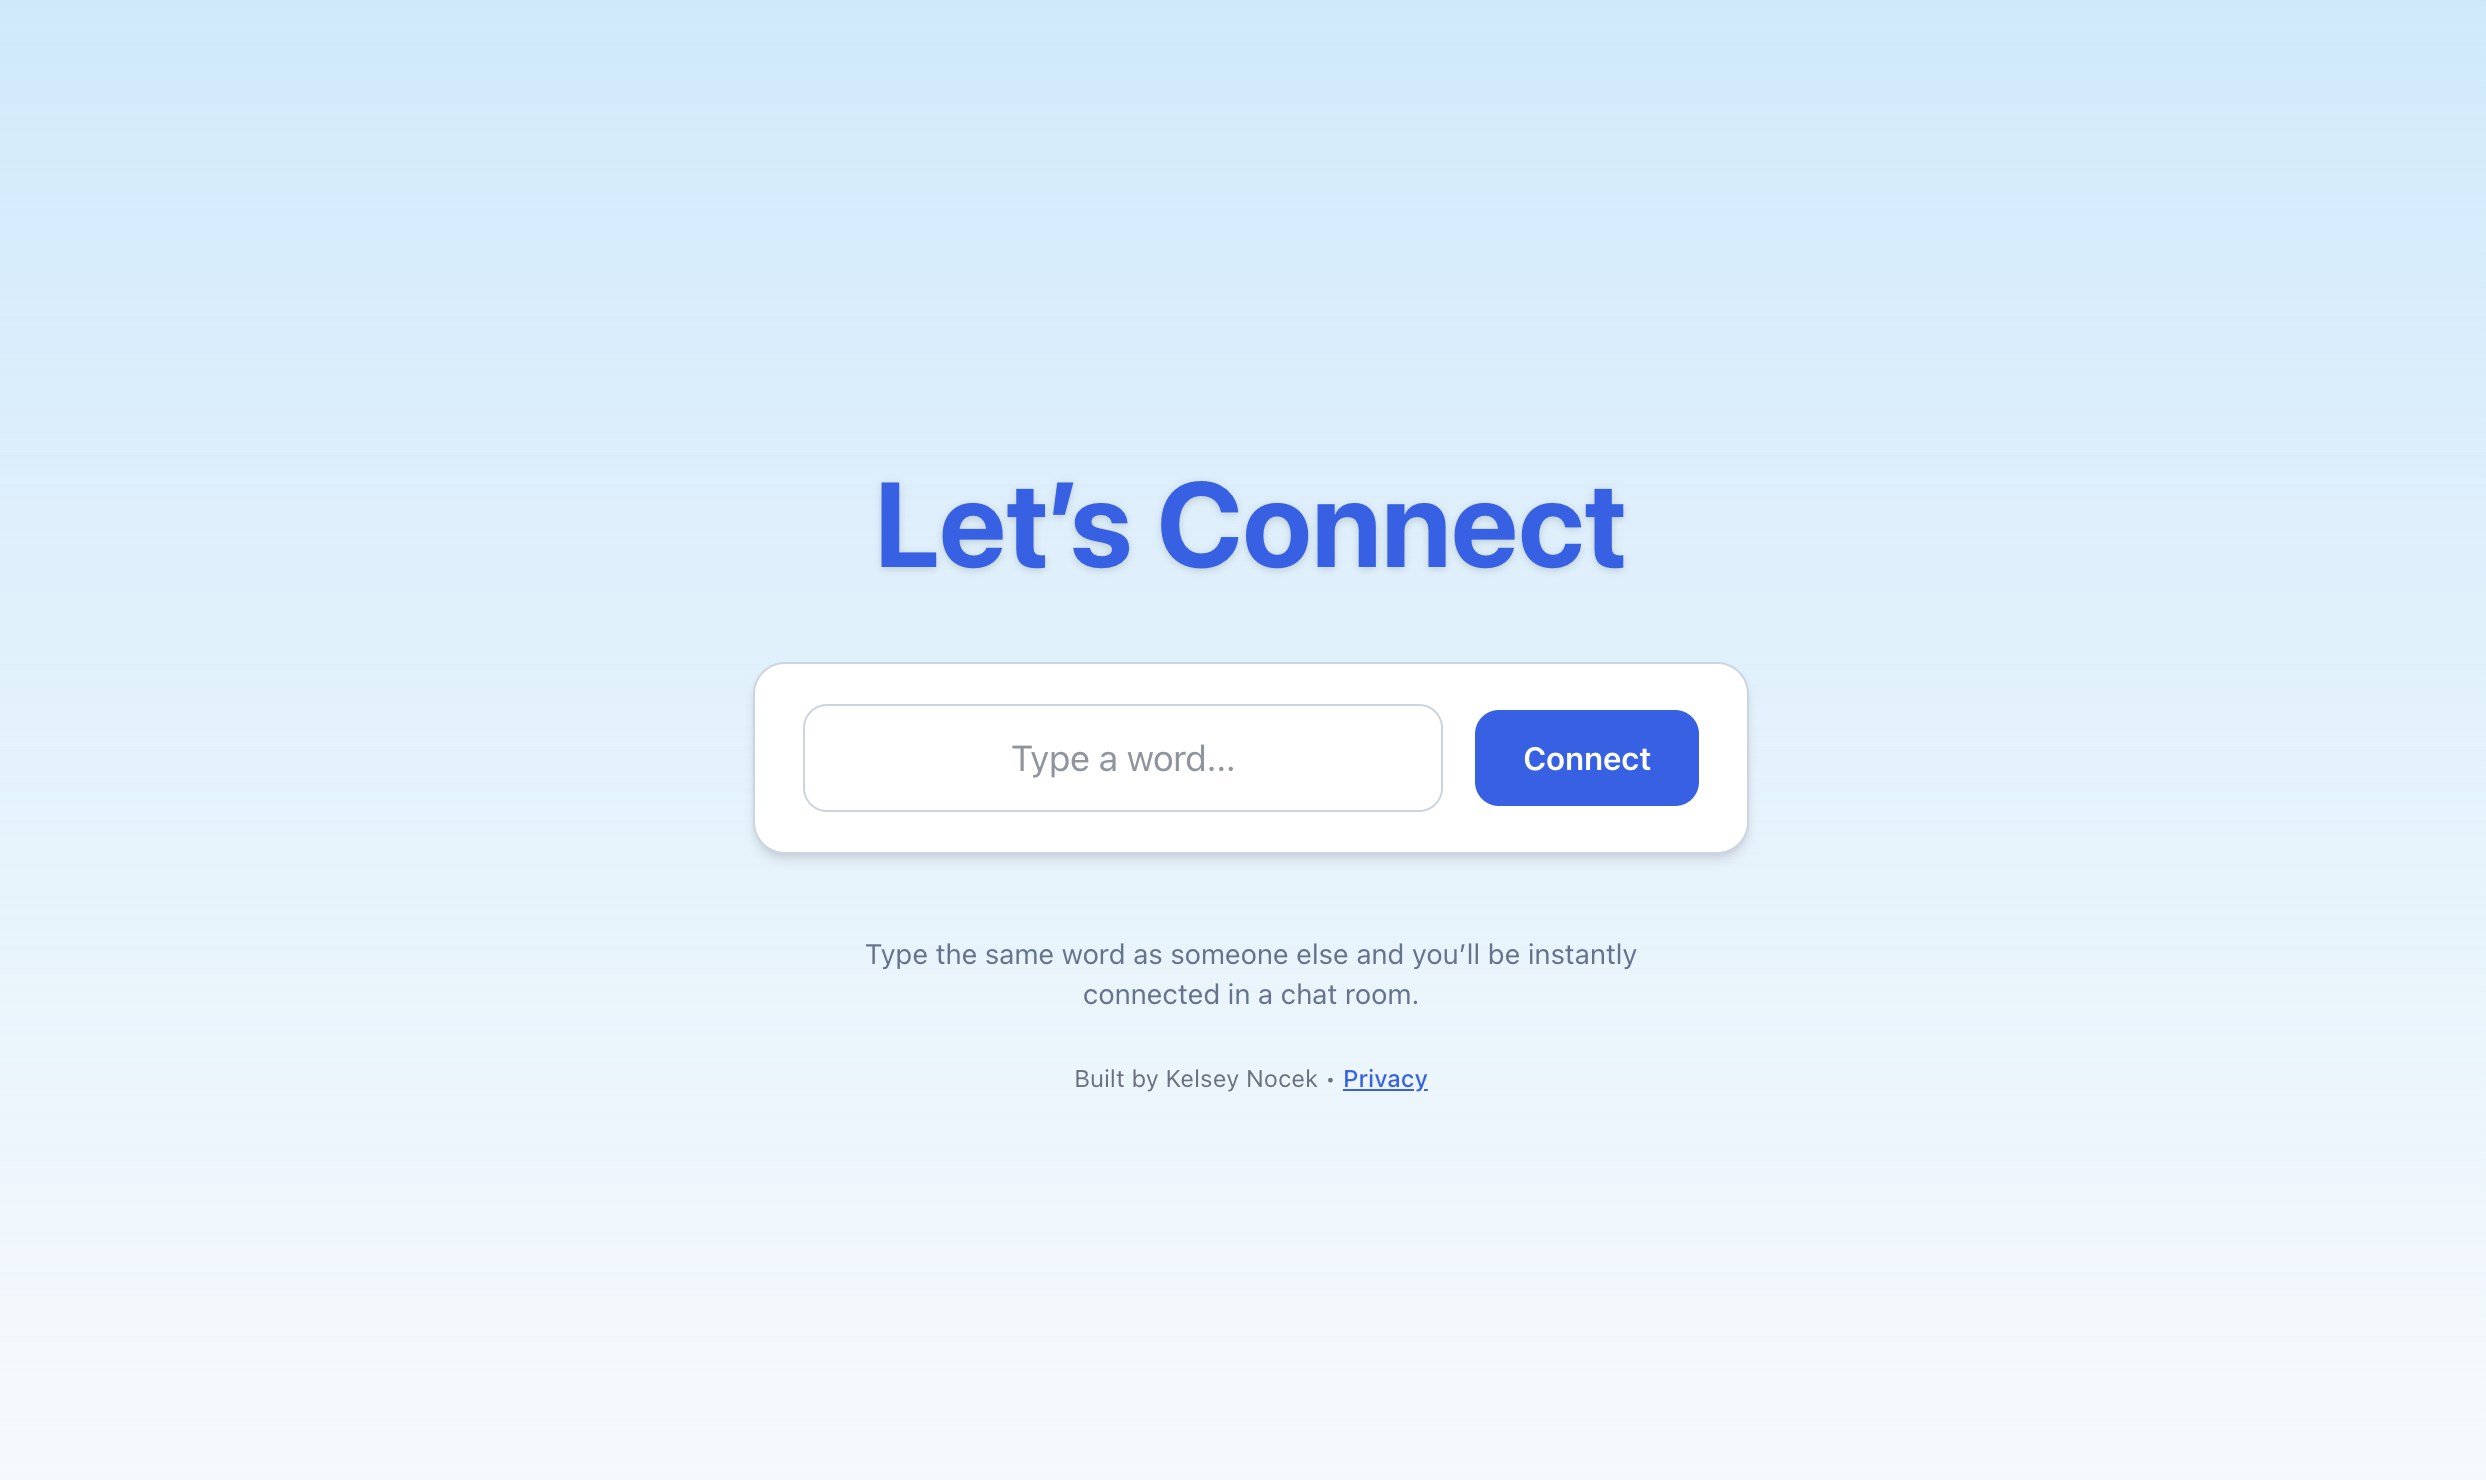 Let’s Connect
Type a word...
Connect
Type the same word as someone else and you’ll be instantly
connected in a chat room.
Built by Kelsey Nocek • Privacy